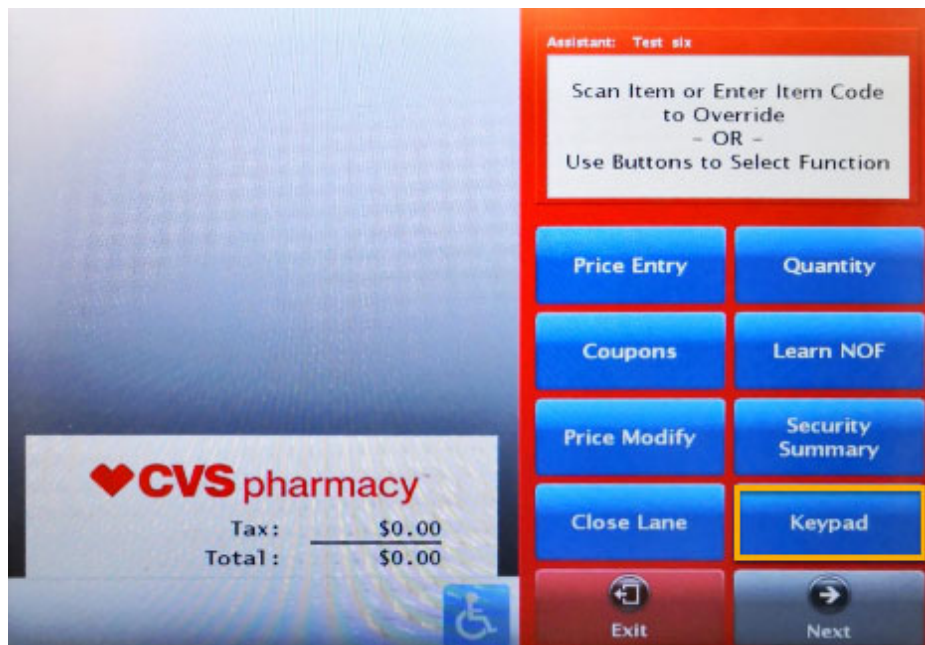 Assistant: Test six
Scan Item or Enter Item Code
to Override
- OR -
Use Buttons to Select Function
Price Entry
Quantity
Coupons
Learn NOF
Price Modify
Security
Summary
Close Lane
Keypad
Exit
Next
CVS pharmacy
Tax: $0.00
Total: $0.00